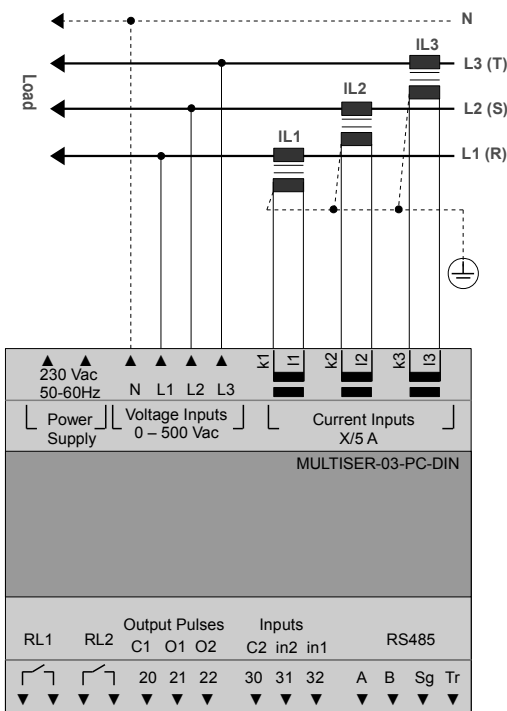 N
IL3
L3 (T)
IL2
L2 (S)
Load
IL1
L1 (R)
k1 l1 k2 l2 k3 l3
230 Vac
50-60Hz
N L1 L2 L3
Power
Supply
Voltage Inputs
0 – 500 Vac
Current Inputs
X/5 A
MULTISER-03-PC-DIN
Output Pulses Inputs
RL1 RL2 C1 O1 O2 C2 in2 in1 RS485
20 21 22 30 31 32 A B Sg Tr